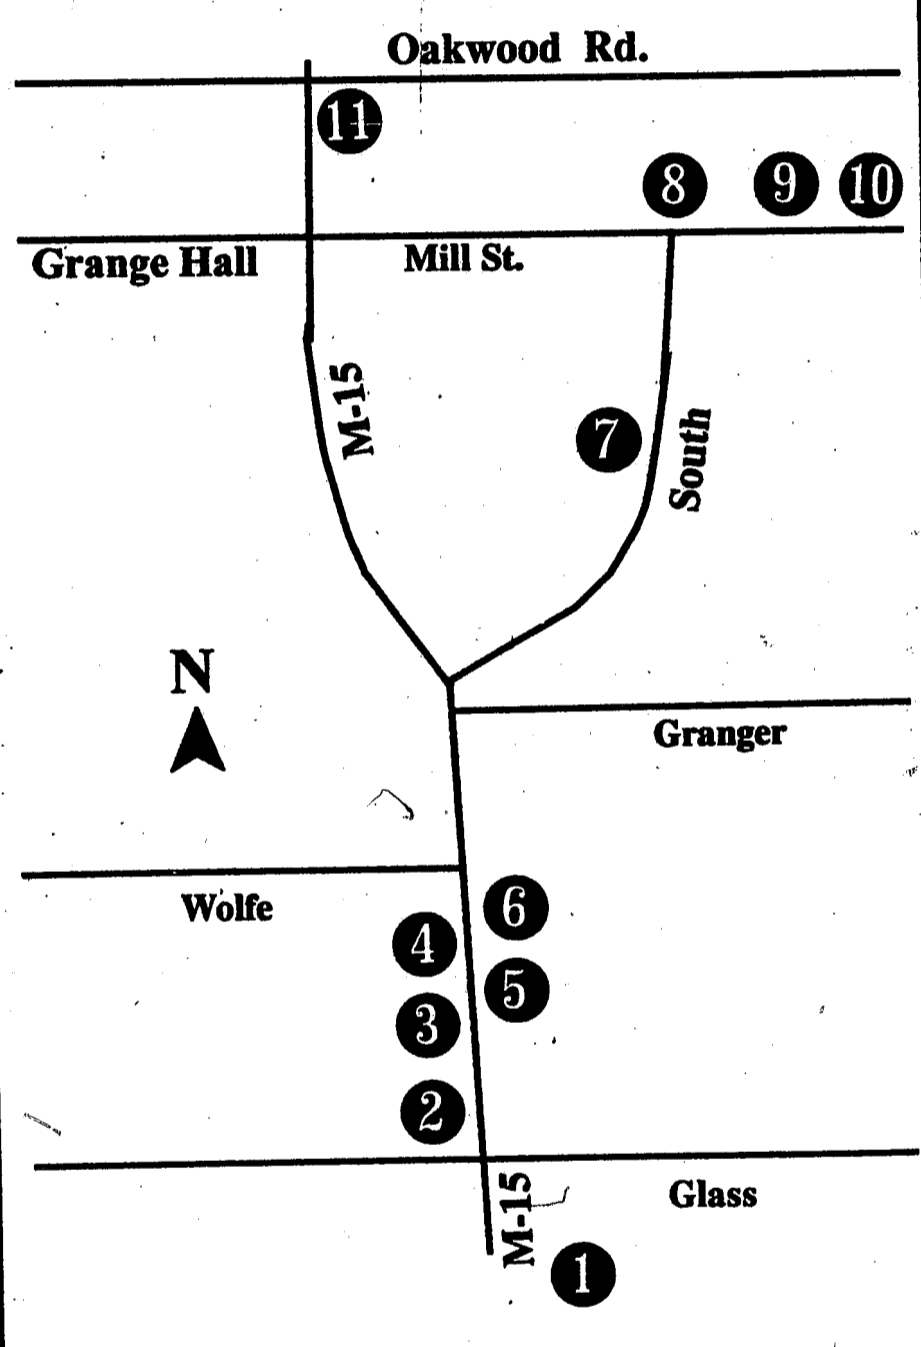 Oakwood Rd.
11
8 9 10
Grange Hall
Mill St.
M-15
7
South
N
Granger
Wolfe
6
4
5
3
2
M-15
Glass
1